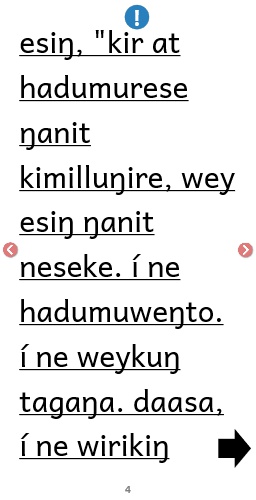 esiŋ, "kir at
hadumurese
ŋanit
kimilluŋire, wey
esiŋ ŋanit
neseke. í ne
hadumuweŋto.
í ne weykuŋ
tagaŋa. daasa,
í ne wirikiŋ
4